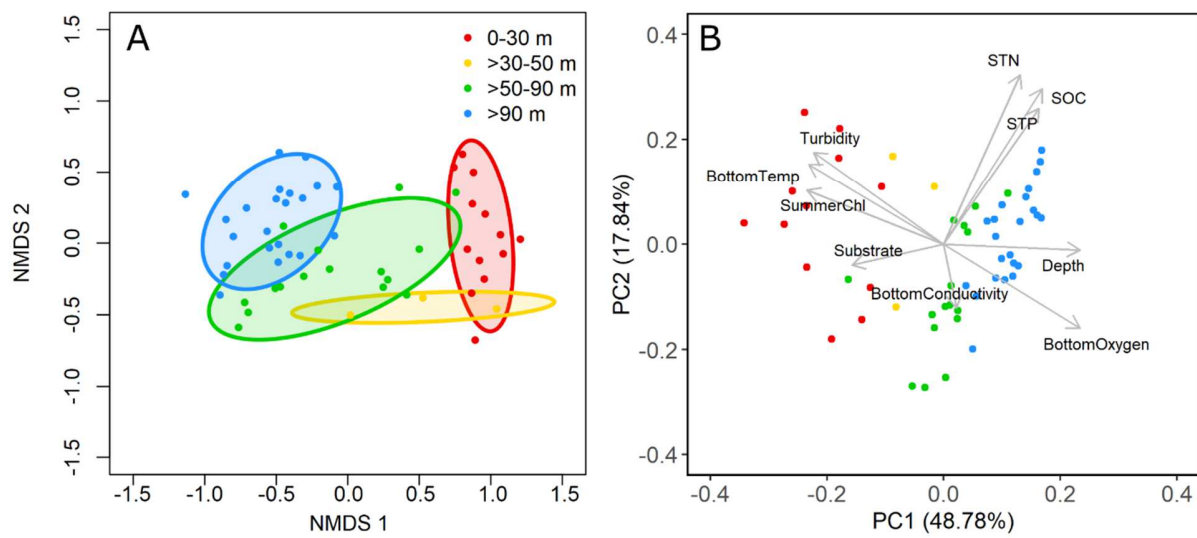 A
0-30 m
>30-50 m
>50-90 m
>90 m
1.5
1.0
0.5
0.0
-0.5
-1.0
-1.5
NMDS 2
-1.5 -1.0 -0.5 0.0 0.5 1.0 1.5
NMDS 1
B
0.4
0.2
0.0
-0.2
-0.4
PC2 (17.84%)
STN
SOC
STP
Turbidity
BottomTemp
SummerChl
Substrate
Depth
BottomConductivity
BottomOxygen
-0.4 -0.2 0.0 0.2 0.4
PC1 (48.78%)